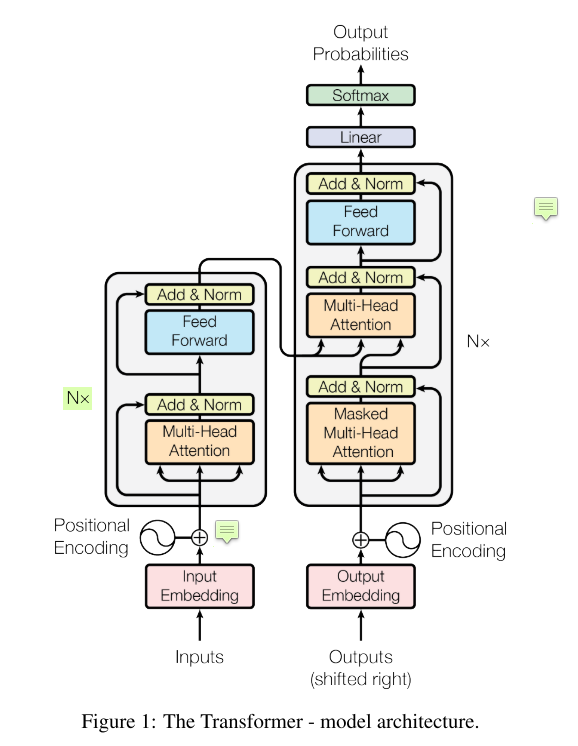 Output
Probabilities
Softmax
Linear
Add & Norm
Feed
Forward
Add & Norm
Multi-Head
Attention
Add & Norm
Masked
Multi-Head
Attention
Nx
Add & Norm
Feed
Forward
Add & Norm
Multi-Head
Attention
Nx
Positional
Encoding
Positional
Encoding
Input
Embedding
Output
Embedding
Inputs
Outputs
(shifted right)
Figure 1: The Transformer - model architecture.